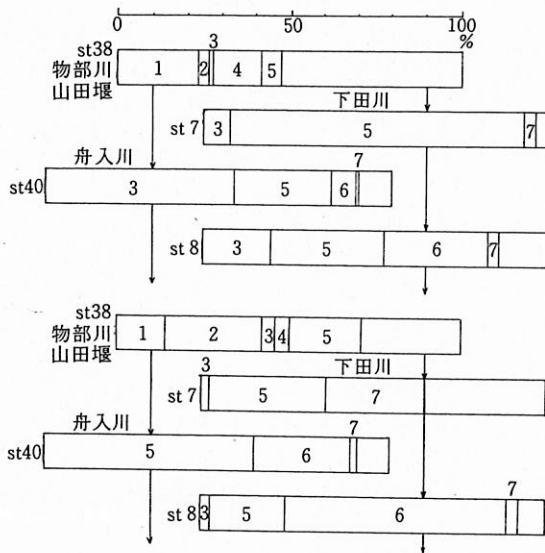 0 50 100
%
3
st38
物部川
山田堰
1 2 4 5
下田川
st 7 3 5 7
舟入川 7
st40 3 5 6
st 8 3 5 6 7
st38
物部川
山田堰
1 2 3 4 5
3 下田川
st 7 5 7
舟入川 7
st40 5 6
7
st 8 3 5 6